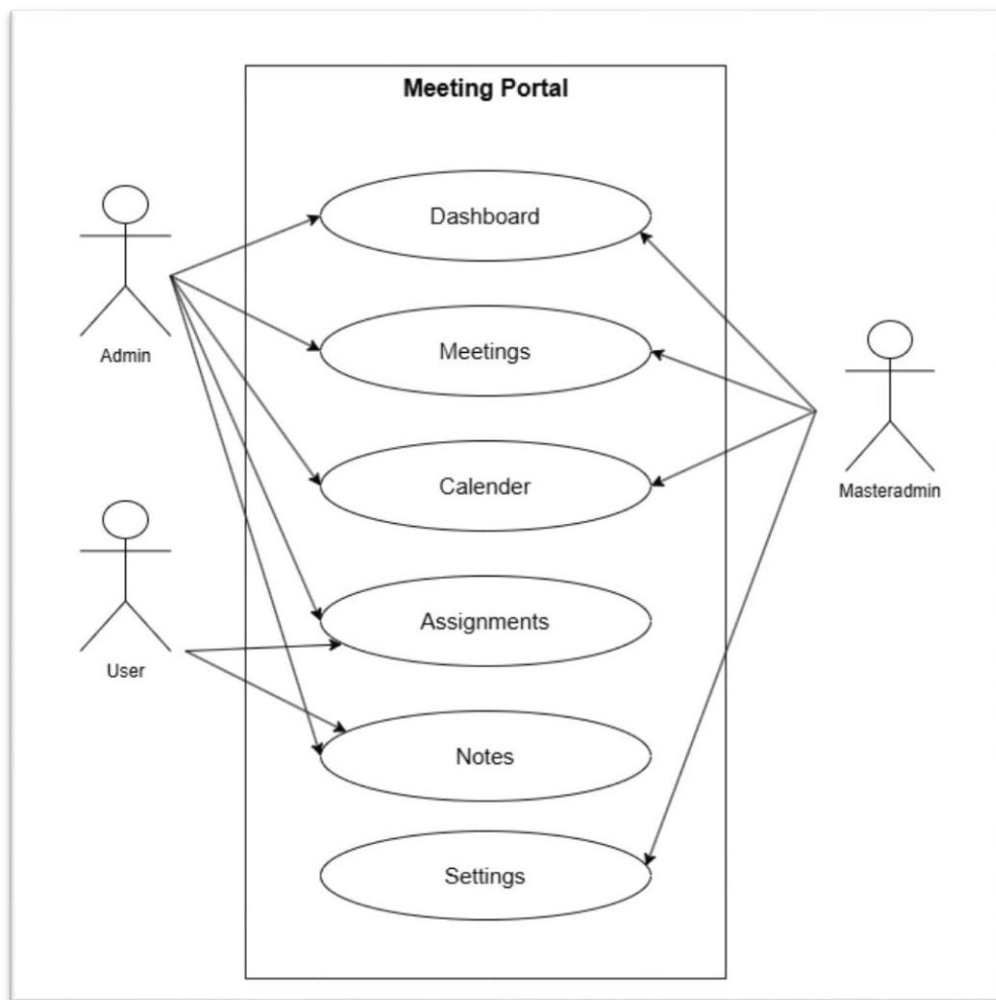 Meeting Portal
Dashboard
Meetings
Admin
Calender
Masteradmin
Assignments
User
Notes
Settings